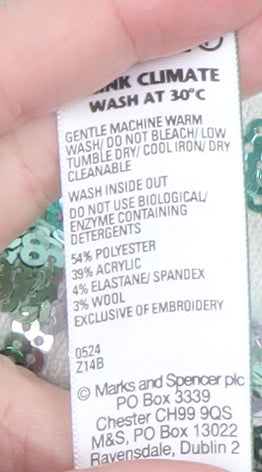 NK CLIMATE
WASH AT 30°C
GENTLE MACHINE WARM
WASH/ DO NOT BLEACH/ LOW
TUMBLE DRY/ COOL IRON/ DRY
CLEANABLE
WASH INSIDE OUT
DO NOT USE BIOLOGICAL/
ENZYME CONTAINING
DETERGENTS
54% POLYESTER
39% ACRYLIC
4% ELASTANE/ SPANDEX
3% WOOL
EXCLUSIVE OF EMBROIDERY
0524
Z14B
© Marks and Spencer plc
PO Box 3339
Chester CH99 9QS
M&S, PO Box 13022
Ravensdale, Dublin 2